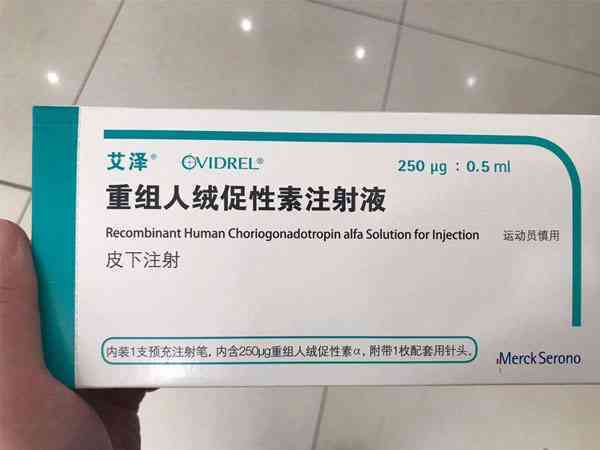 艾泽® OVIDREL® 250 μg : 0.5 ml
重组人绒促性素注射液
Recombinant Human Choriogonadotropin alfa Solution for Injection 运动员慎用
皮下注射
内装1支预充注射笔，内含250μg重组人绒促性素α，附带1枚配套用针头。
Merck Serono